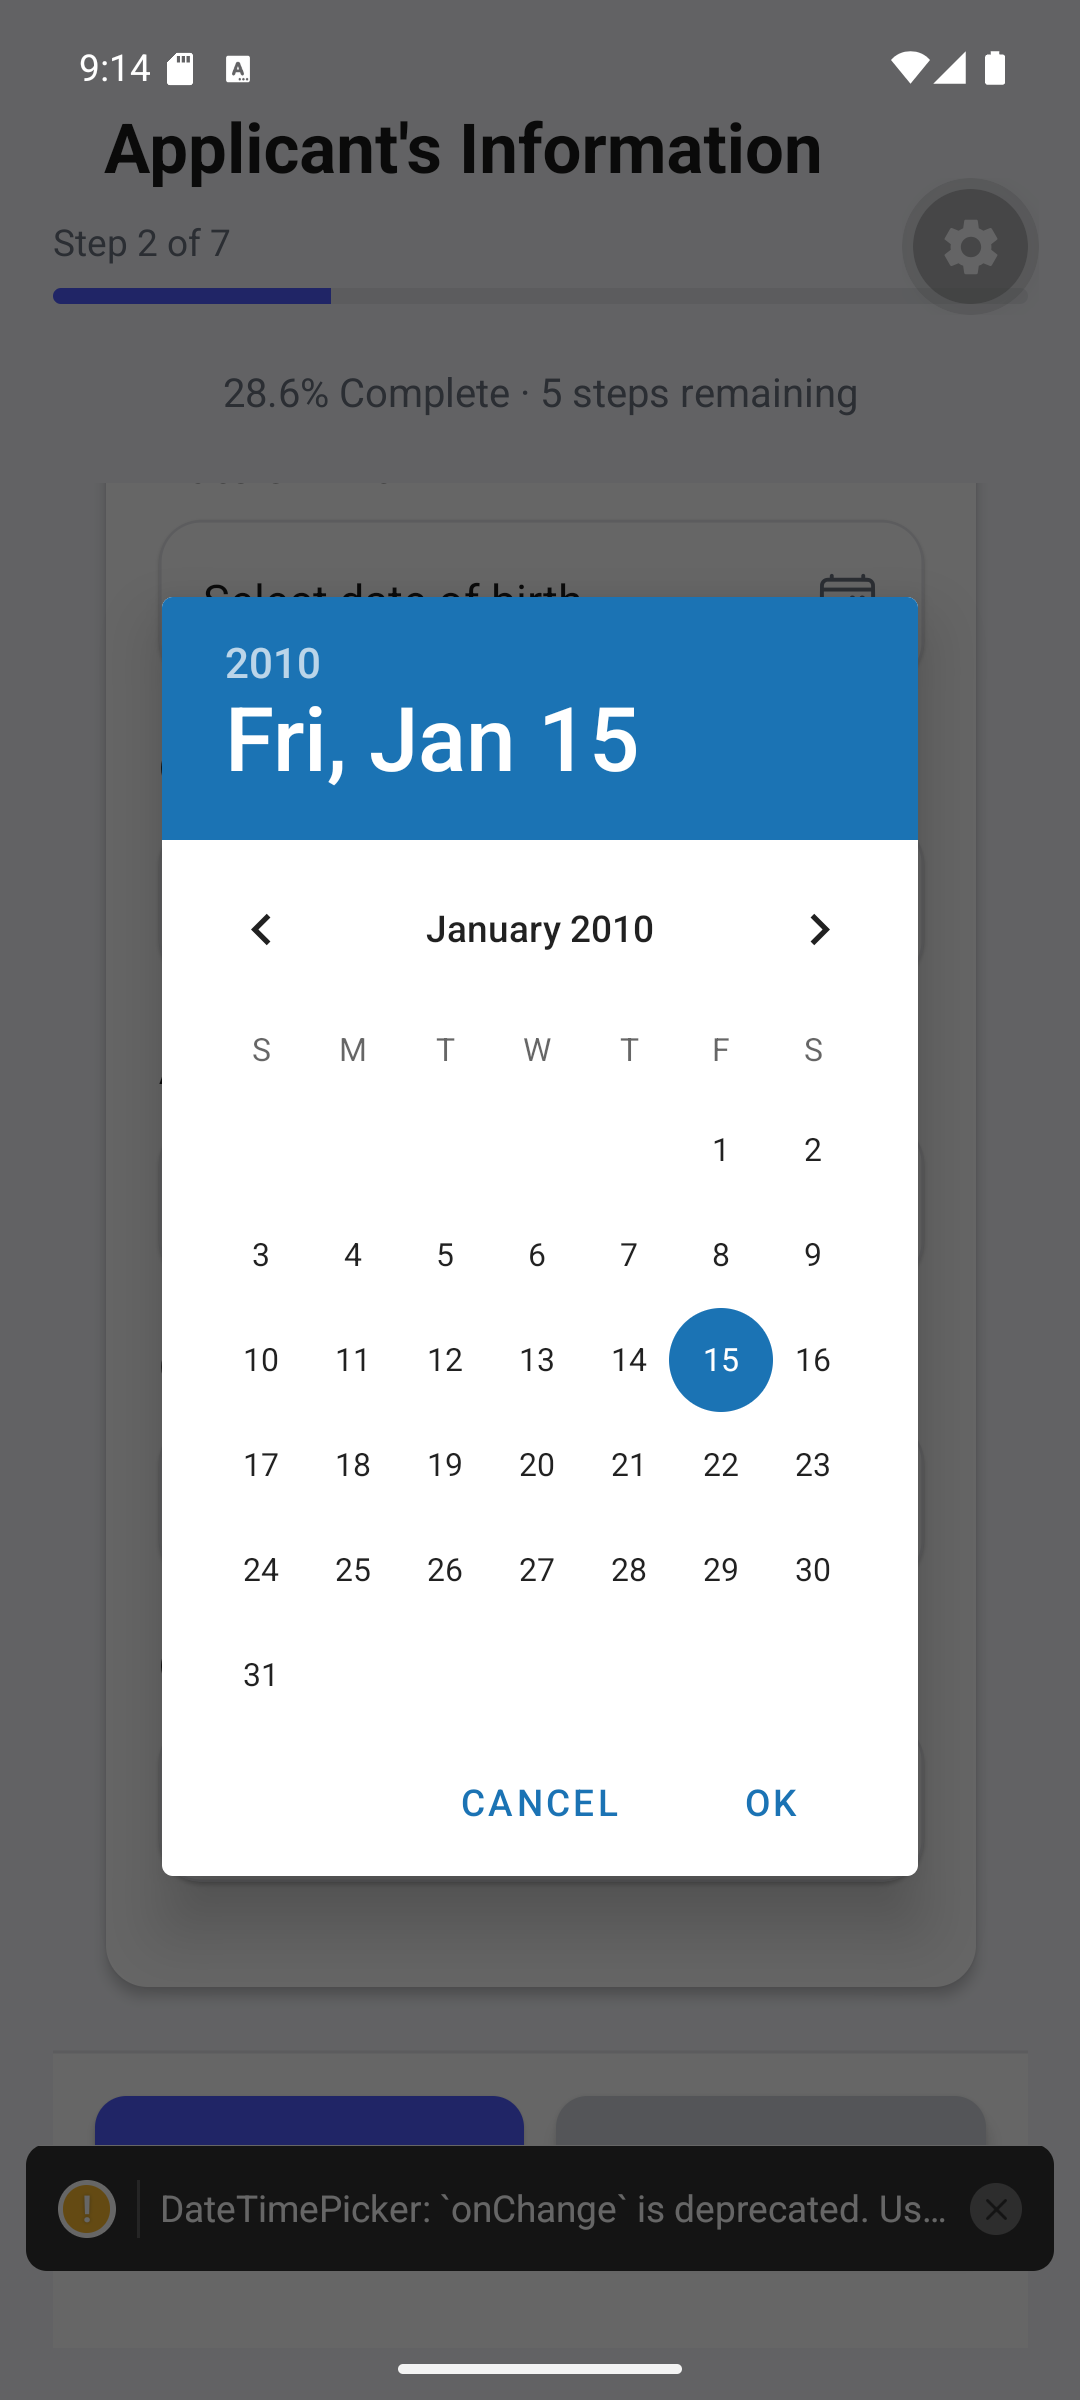 9:14
Applicant's Information
Step 2 of 7
28.6% Complete · 5 steps remaining
Select date of birth
2010
Fri, Jan 15
January 2010
S M T W T F S
1 2
3 4 5 6 7 8 9
10 11 12 13 14 15 16
17 18 19 20 21 22 23
24 25 26 27 28 29 30
31
CANCEL OK
DateTimePicker: `onChange` is deprecated. Us...